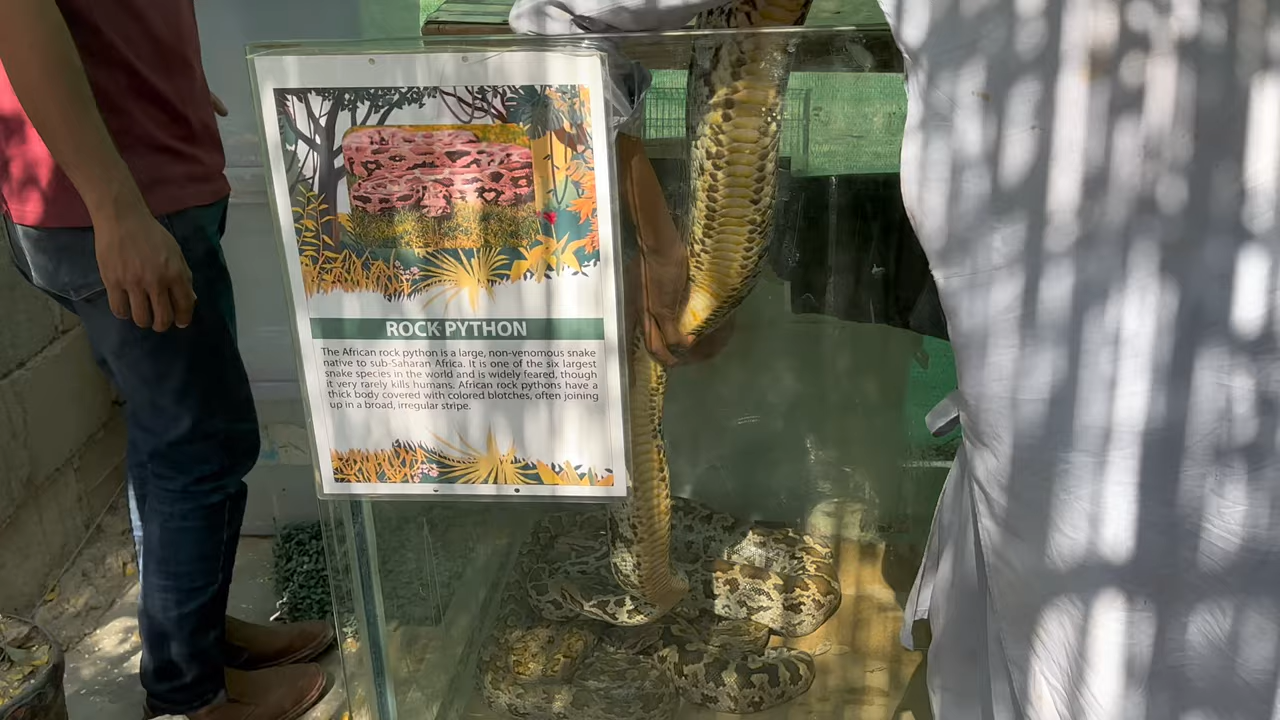 ROCK PYTHON
The African rock python is a large, non-venomous snake
native to sub-Saharan Africa. It is one of the six largest
snake species in the world and is widely feared, though
it very rarely kills humans. African rock pythons have a
thick body covered with colored blotches, often joining
up in a broad, irregular stripe.